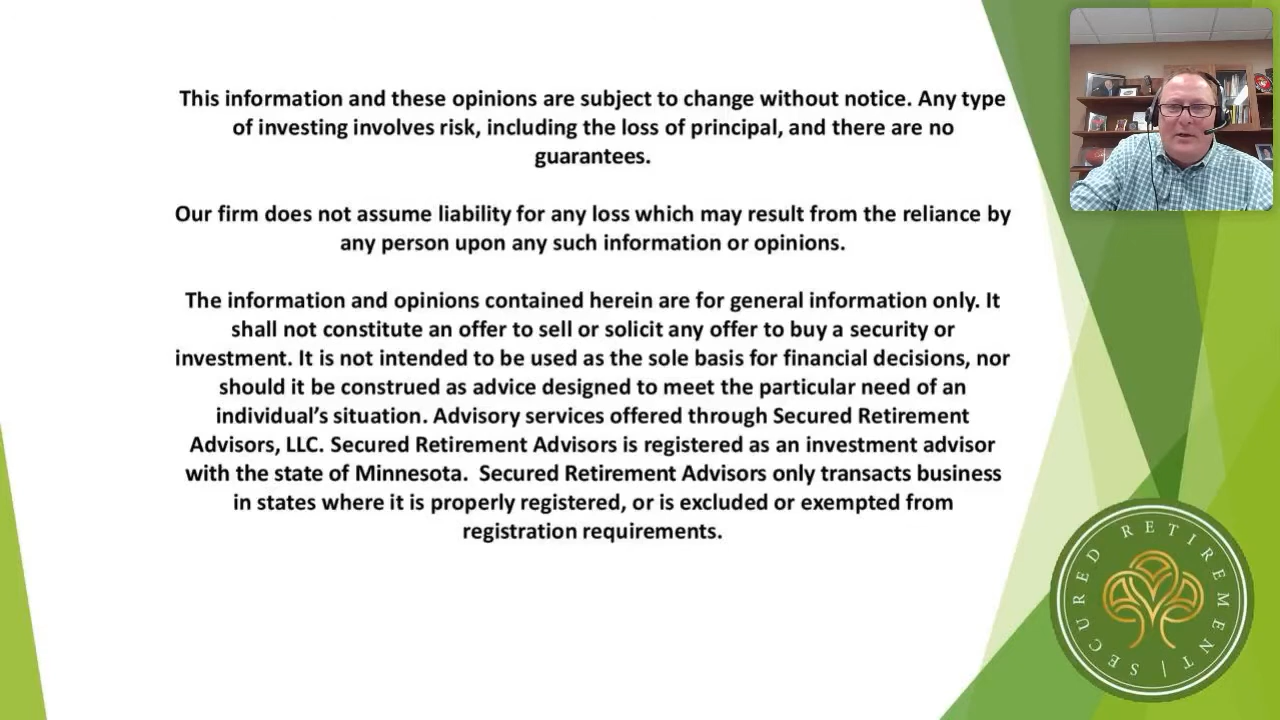 This information and these opinions are subject to change without notice. Any type
of investing involves risk, including the loss of principal, and there are no
guarantees.
Our firm does not assume liability for any loss which may result from the reliance by
any person upon any such information or opinions.
The information and opinions contained herein are for general information only. It
shall not constitute an offer to sell or solicit any offer to buy a security or
investment. It is not intended to be used as the sole basis for financial decisions, nor
should it be construed as advice designed to meet the particular need of an
individual’s situation. Advisory services offered through Secured Retirement
Advisors, LLC. Secured Retirement Advisors is registered as an investment advisor
with the state of Minnesota.  Secured Retirement Advisors only transacts business
in states where it is properly registered, or is excluded or exempted from
registration requirements.
SECURED RETIREMENT |